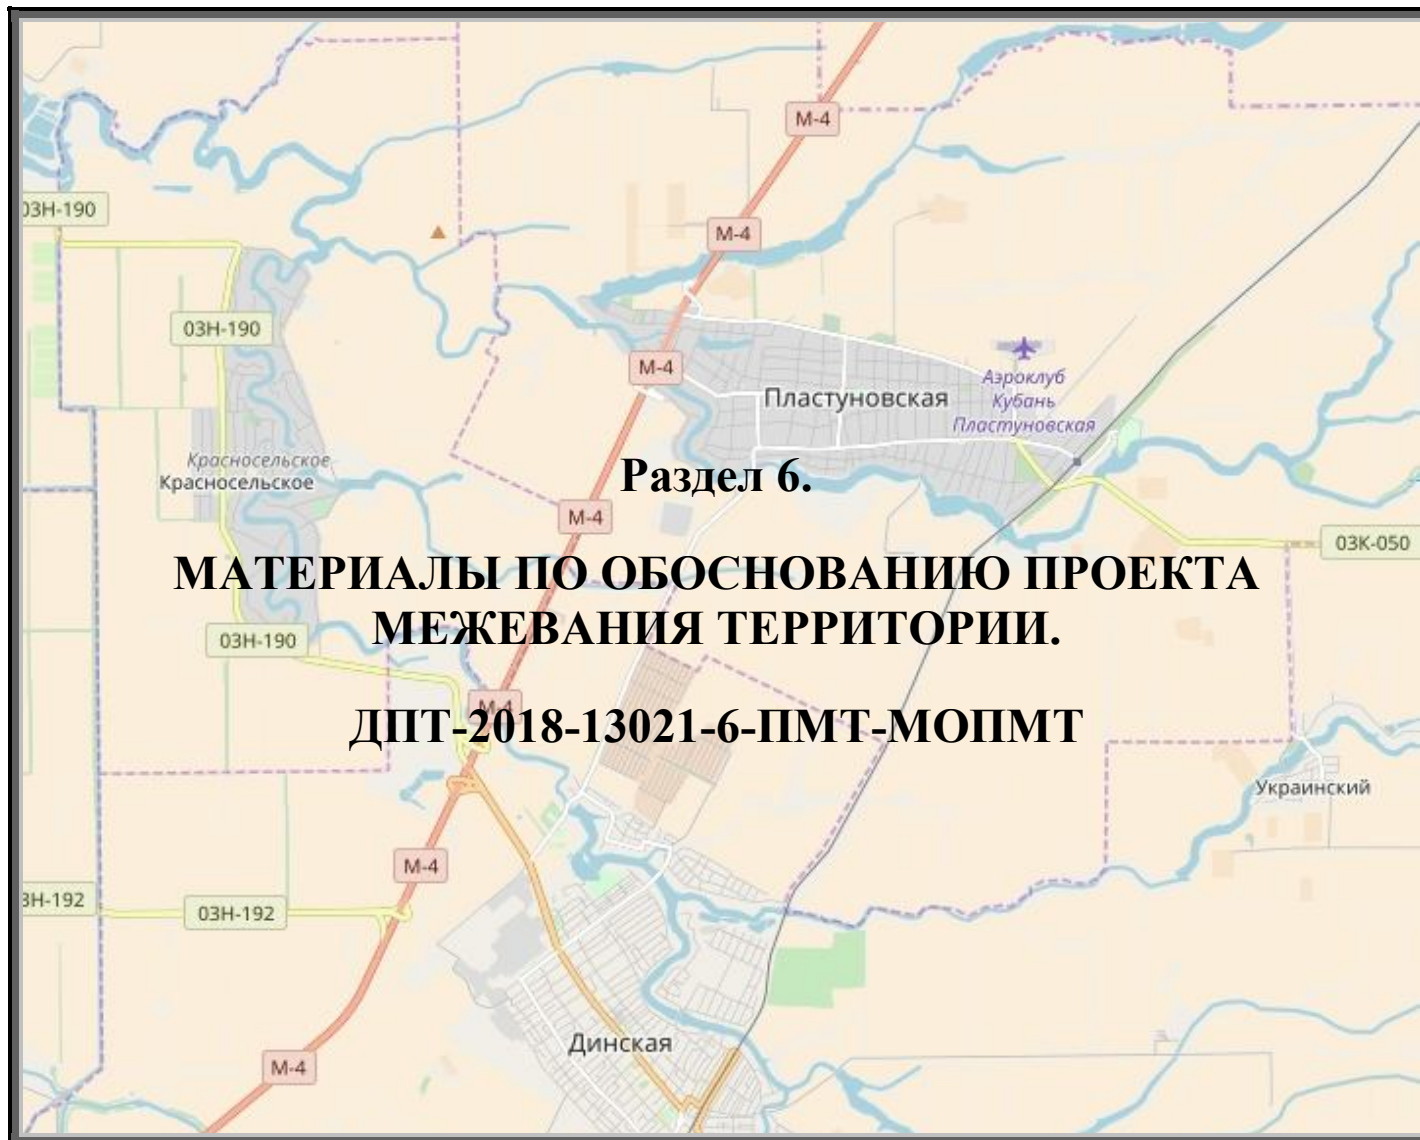 М-4
03Н-190
М-4
03Н-190
М-4
Аэроклуб
Кубань
Пластуновская
Пластуновская
Красносельское
Красносельское
Раздел 6.
М-4
03К-050
МАТЕРИАЛЫ ПО ОБОСНОВАНИЮ ПРОЕКТА
МЕЖЕВАНИЯ ТЕРРИТОРИИ.
03Н-190
М-4
ДПТ-2018-13021-6-ПМТ-МОПМТ
Украинский
М-4
3Н-192
03Н-192
Динская
М-4